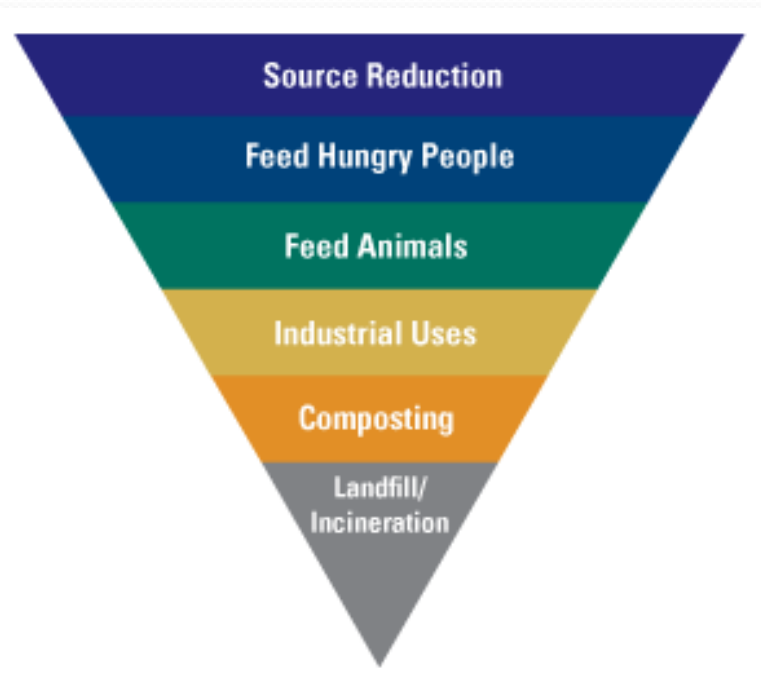 Source Reduction
Feed Hungry People
Feed Animals
Industrial Uses
Composting
Landfill/
Incineration